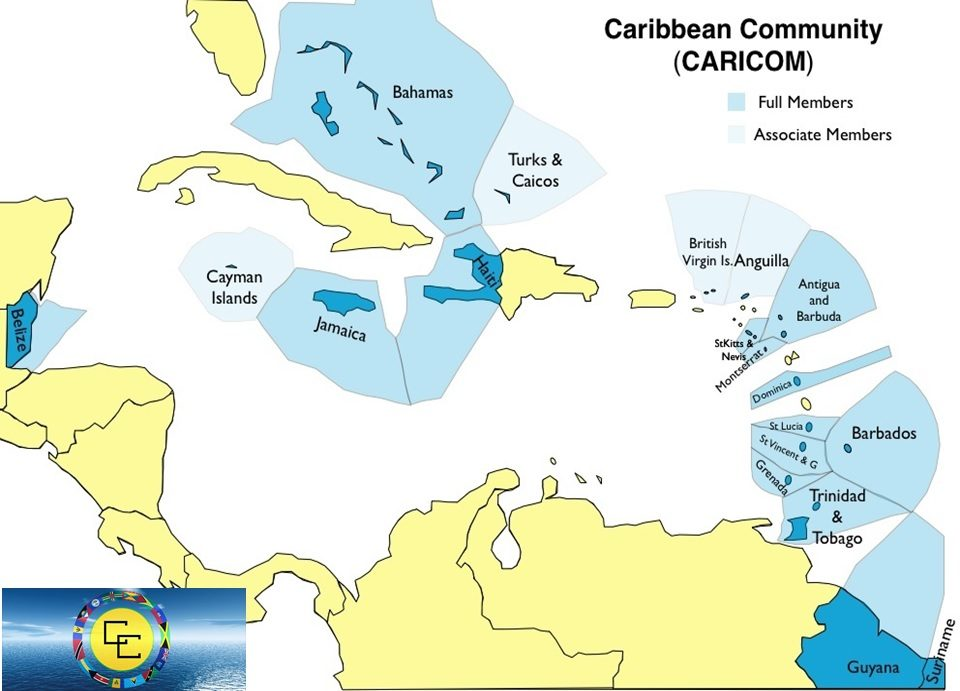 Caribbean Community
(CARICOM)
Full Members
Associate Members
Bahamas
Turks &
Caicos
Cayman
Islands
Jamaica
Haiti
Belize
British
Virgin Is.
Anguilla
Antigua
and
Barbuda
StKitts &
Nevis
Montserrat
Dominica
St Lucia
St Vincent & G
Grenada
Barbados
Trinidad
&
Tobago
Guyana
Suriname
CC